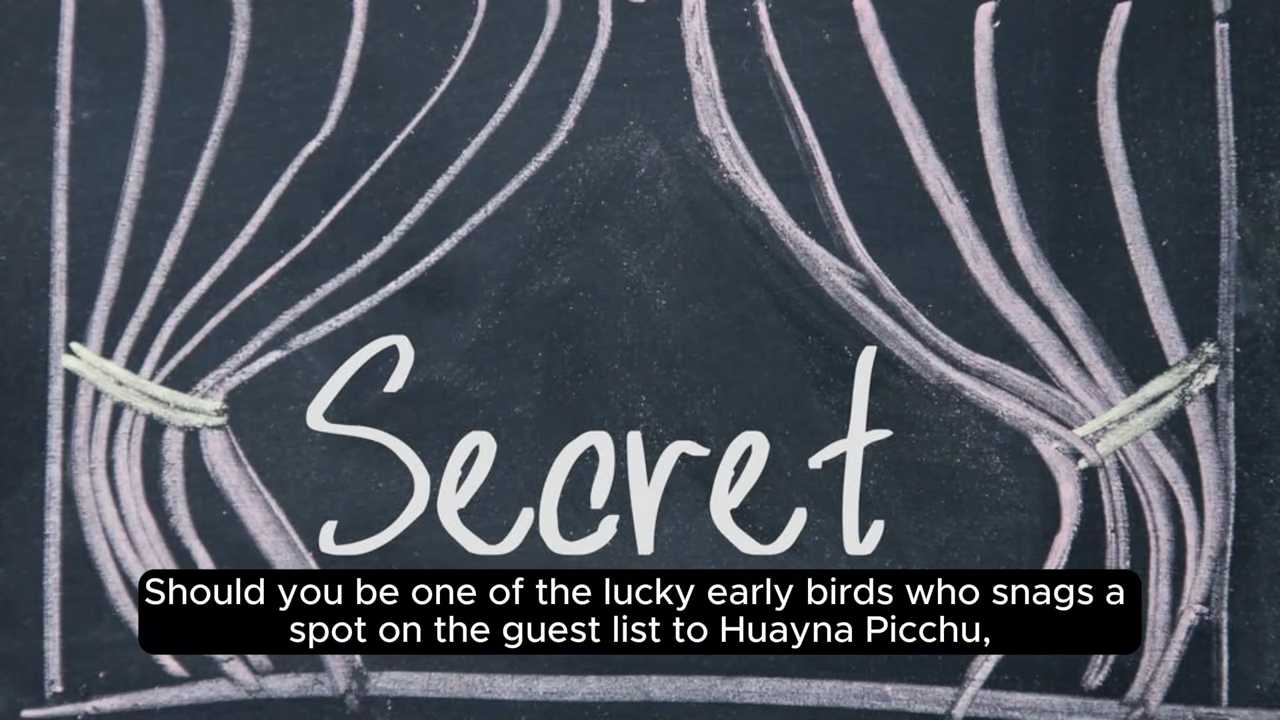 Secret
Should you be one of the lucky early birds who snags a
spot on the guest list to Huayna Picchu,